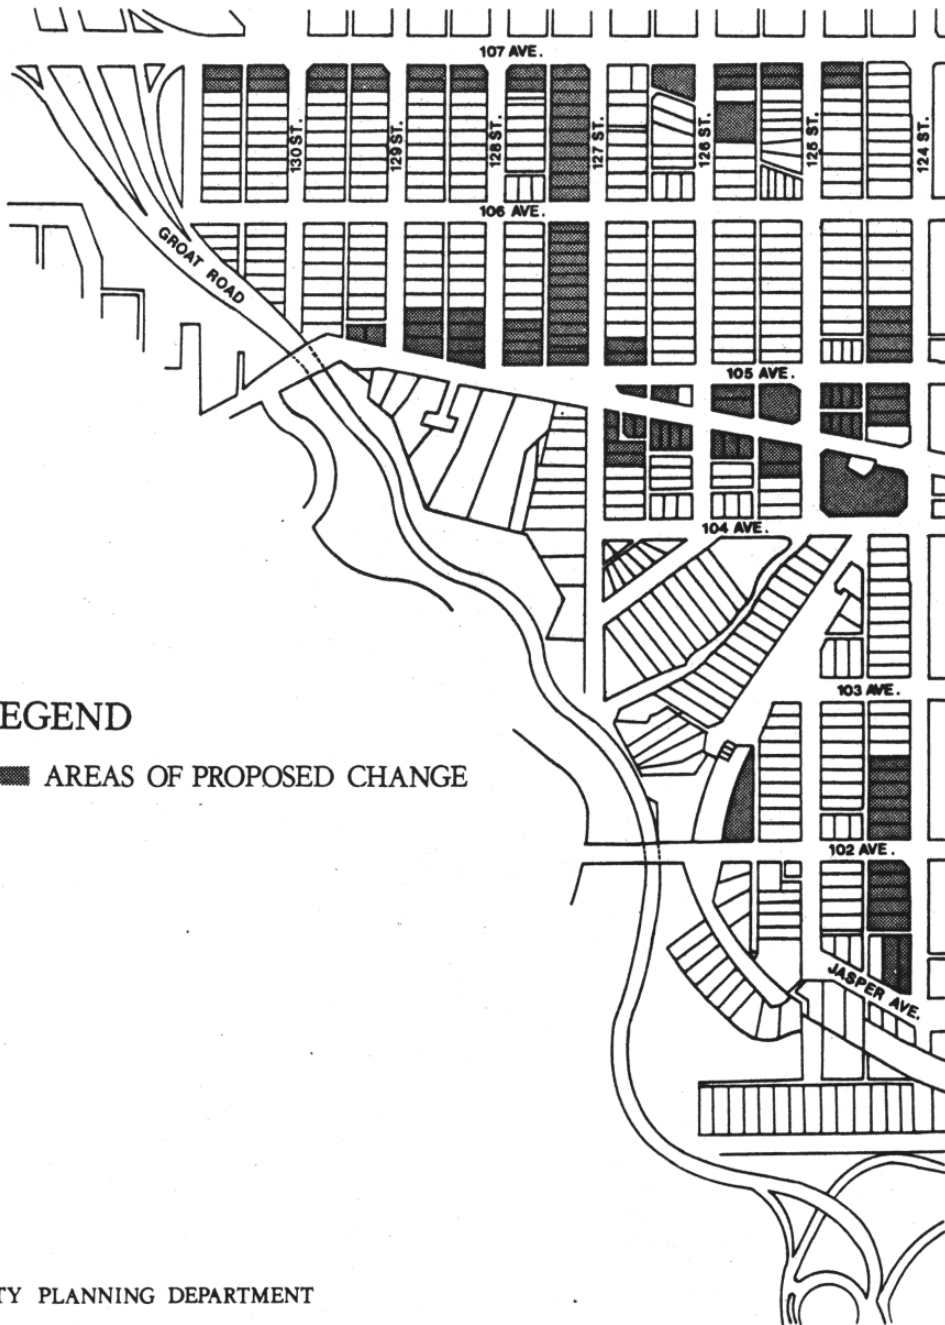 107 AVE.
130 ST.
129 ST.
128 ST.
127 ST.
126 ST.
125 ST.
124 ST.
106 AVE.
GROAT ROAD
105 AVE.
104 AVE.
103 AVE.
EGEND
AREAS OF PROPOSED CHANGE
102 AVE.
JASPER AVE.
TY PLANNING DEPARTMENT